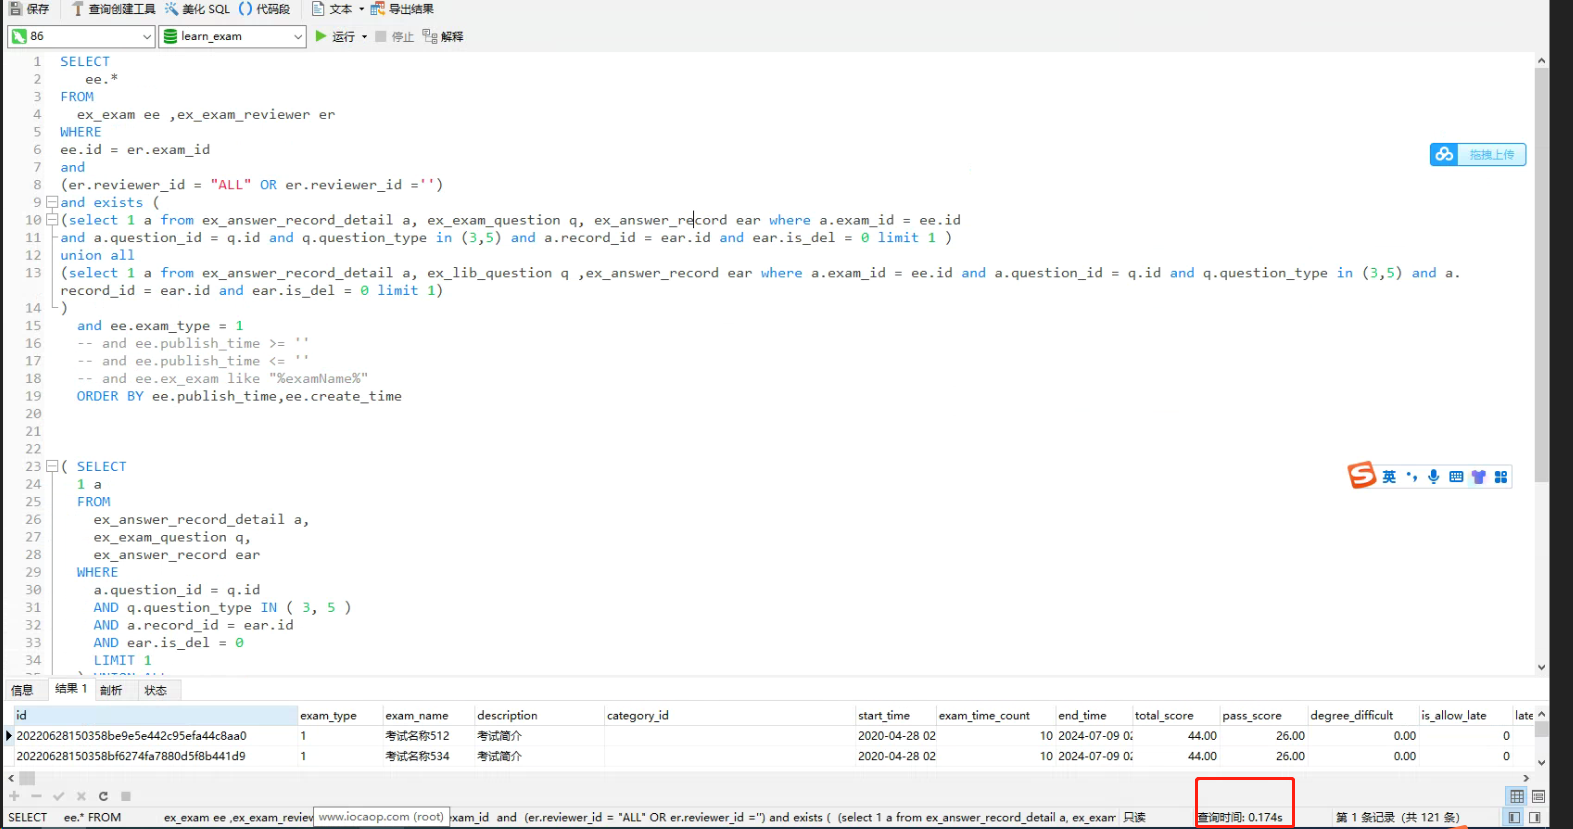 保存 查询创建工具 美化 SQL () 代码段 文本 导出结果
86 learn_exam 运行 停止 解释
1 SELECT
2 ee.*
3 FROM
4 ex_exam ee ,ex_exam_reviewer er
5 WHERE
6 ee.id = er.exam_id
7 and
8 (er.reviewer_id = "ALL" OR er.reviewer_id ='')
9 and exists (
10 (select 1 a from ex_answer_record_detail a, ex_exam_question q, ex_answer_record ear where a.exam_id = ee.id
11 and a.question_id = q.id and q.question_type in (3,5) and a.record_id = ear.id and ear.is_del = 0 limit 1 )
12 union all
13 (select 1 a from ex_answer_record_detail a, ex_lib_question q ,ex_answer_record ear where a.exam_id = ee.id and a.question_id = q.id and q.question_type in (3,5) and a.
record_id = ear.id and ear.is_del = 0 limit 1)
14 )
15 and ee.exam_type = 1
16 -- and ee.publish_time >= ''
17 -- and ee.publish_time <= ''
18 -- and ee.ex_exam like "%examName%"
19 ORDER BY ee.publish_time,ee.create_time
20
21
22
23 ( SELECT
24 1 a
25 FROM
26 ex_answer_record_detail a,
27 ex_exam_question q,
28 ex_answer_record ear
29 WHERE
30 a.question_id = q.id
31 AND q.question_type IN ( 3, 5 )
32 AND a.record_id = ear.id
33 AND ear.is_del = 0
34 LIMIT 1
拖拽上传
S 英
信息 结果 1 剖析 状态
id exam_type exam_name description category_id start_time exam_time_count end_time total_score pass_score degree_difficult is_allow_late late
20220628150358be9e5e442c95efa44c8aa0 1 考试名称512 考试简介 2020-04-28 02 10 2024-07-09 02 44.00 26.00 0.00 0
20220628150358bf6274fa7880d5f8b441d9 1 考试名称534 考试简介 2020-04-28 02 10 2024-07-09 02 44.00 26.00 0.00 0
SELECT ee.* FROM ex_exam ee ,ex_exam_review www.iocaop.com (root) xam_id and (er.reviewer_id = "ALL" OR er.reviewer_id ='') and exists ( (select 1 a from ex_answer_record_detail a, ex_exam 只读 查询时间: 0.174s 第 1 条记录 (共 121 条)